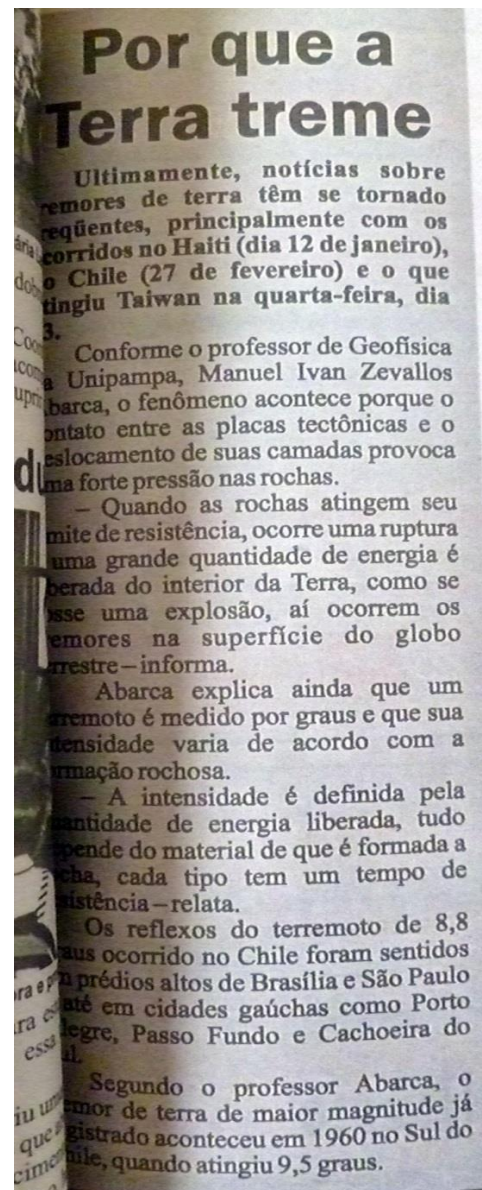 Por que a
Terra treme
Ultimamente, notícias sobre
remores de terra têm se tornado
reqüentes, principalmente com os
corridos no Haiti (dia 12 de janeiro),
o Chile (27 de fevereiro) e o que
tingiu Taiwan na quarta-feira, dia
3.
Conforme o professor de Geofísica
a Unipampa, Manuel Ivan Zevallos
barca, o fenômeno acontece porque o
ontato entre as placas tectônicas e o
eslocamento de suas camadas provoca
ma forte pressão nas rochas.
– Quando as rochas atingem seu
mite de resistência, ocorre uma ruptura
uma grande quantidade de energia é
berada do interior da Terra, como se
sse uma explosão, aí ocorrem os
emores na superfície do globo
rrestre – informa.
Abarca explica ainda que um
rremoto é medido por graus e que sua
tensidade varia de acordo com a
rmação rochosa.
– A intensidade é definida pela
antidade de energia liberada, tudo
pende do material de que é formada a
cha, cada tipo tem um tempo de
sistência – relata.
Os reflexos do terremoto de 8,8
aus ocorrido no Chile foram sentidos
n prédios altos de Brasília e São Paulo
até em cidades gaúchas como Porto
legre, Passo Fundo e Cachoeira do
ul.
Segundo o professor Abarca, o
emor de terra de maior magnitude já
gistrado aconteceu em 1960 no Sul do
hile, quando atingiu 9,5 graus.